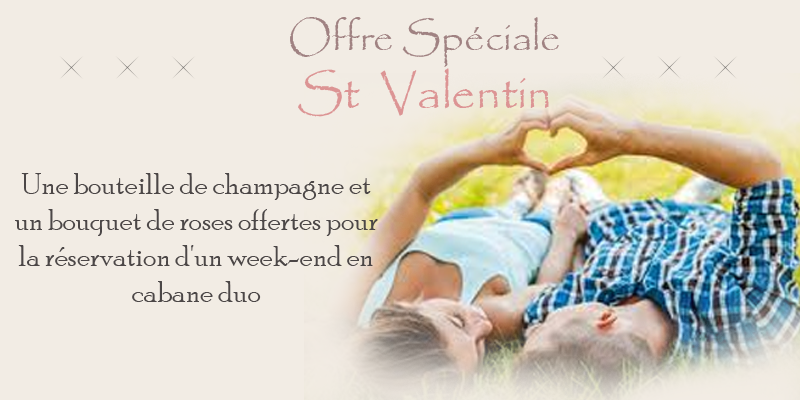 Offre Spéciale
St Valentin
Une bouteille de champagne et
un bouquet de roses offertes pour
la réservation d'un week-end en
cabane duo